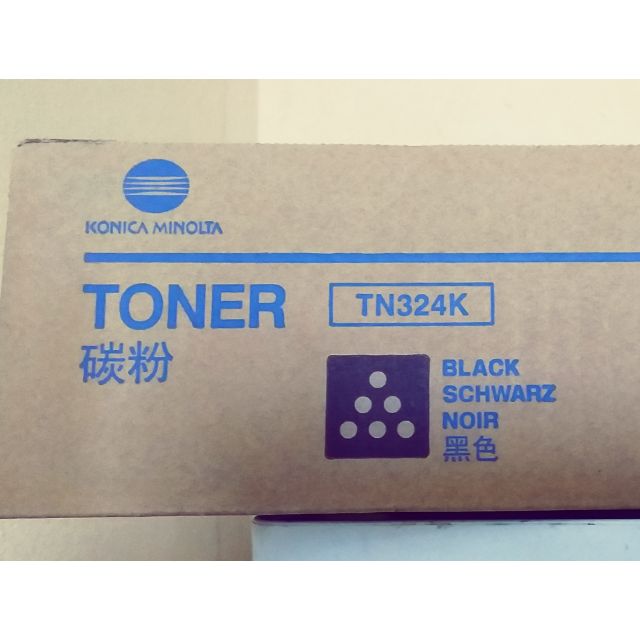 KONICA MINOLTA
TONER TN324K
碳粉
BLACK
SCHWARZ
NOIR
黑色